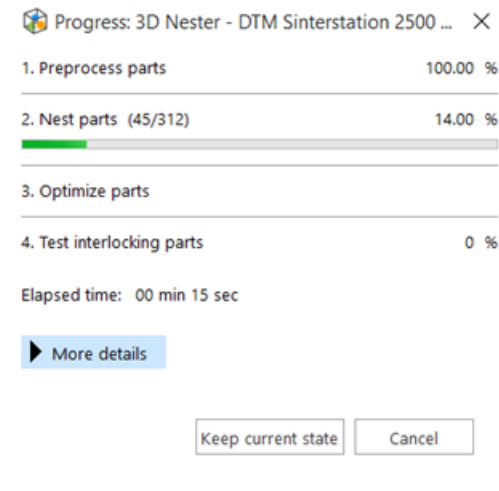 Progress: 3D Nester - DTM Sinterstation 2500 ...
1. Preprocess parts 100.00 %
2. Nest parts (45/312) 14.00 %
3. Optimize parts
4. Test interlocking parts 0 %
Elapsed time: 00 min 15 sec
More details
Keep current state Cancel